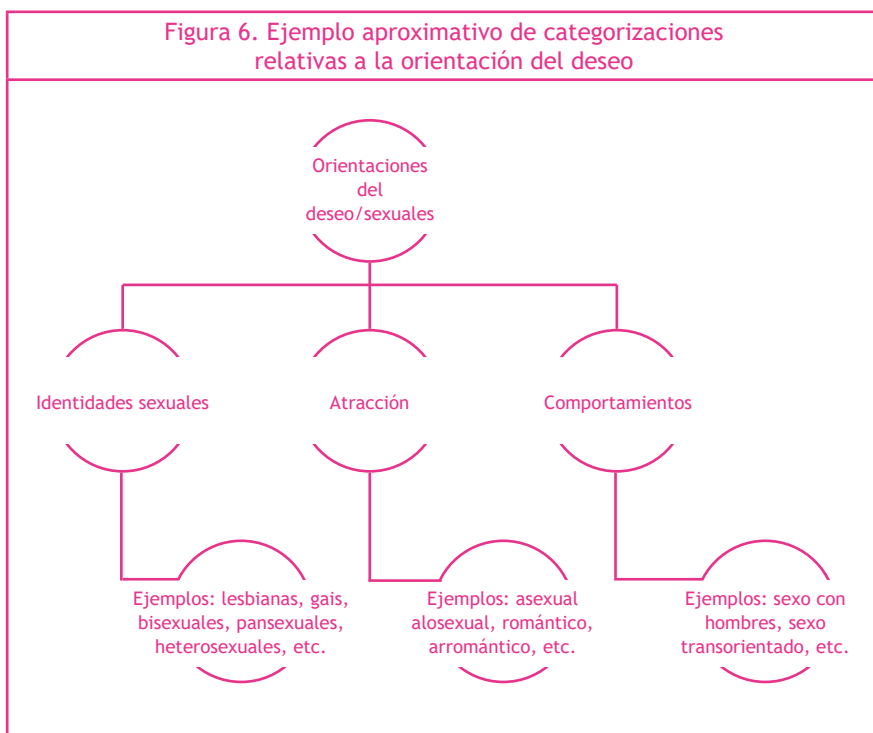 Figura 6. Ejemplo aproximativo de categorizaciones
relativas a la orientación del deseo
Orientaciones
del
deseo/sexuales
Identidades sexuales
Atracción
Comportamientos
Ejemplos: lesbianas, gais,
bisexuales, pansexuales,
heterosexuales, etc.
Ejemplos: asexual
alosexual, romántico,
arromántico, etc.
Ejemplos: sexo con
hombres, sexo
transorientado, etc.